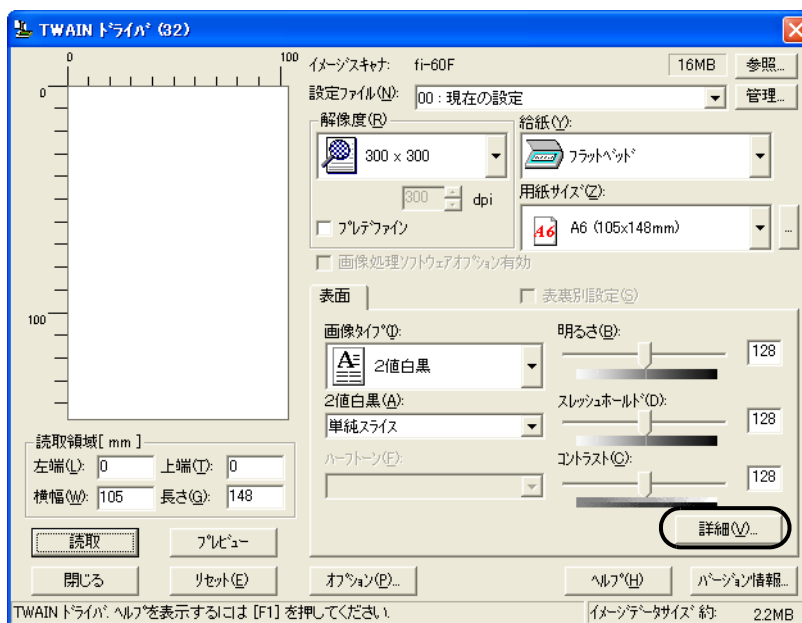 TWAIN ﾄﾞﾗｲﾊﾞ (32)
0 100
ｲﾒｰｼﾞｽｷｬﾅ: fi-60F 16MB 参照...
設定ﾌｧｲﾙ(N): 00 : 現在の設定 管理...
0
解像度(R) 給紙(Y):
300 x 300 ﾌﾗｯﾄﾍﾞｯﾄﾞ
300 dpi 用紙ｻｲｽﾞ(Z):
ﾌﾟﾚﾃﾞﾌｧｲﾝ A6 A6 (105x148mm) ...
画像処理ｿﾌﾄｳｪｱｵﾌﾟｼｮﾝ有効
表面 表裏別設定(S)
100
画像ﾀｲﾌﾟ(I): 明るさ(B):
A 2値白黒 128
2値白黒(A): ｽﾚｯｼｭﾎｰﾙﾄﾞ(D):
単純ｽﾗｲｽ 128
読取領域[ mm ]
左端(L): 0 上端(T): 0 ﾊｰﾌﾄｰﾝ(F): ｺﾝﾄﾗｽﾄ(C):
横幅(W): 105 長さ(G): 148 128
読取 ﾌﾟﾚﾋﾞｭｰ 詳細(V)...
閉じる ﾘｾｯﾄ(E) ｵﾌﾟｼｮﾝ(P)... ﾍﾙﾌﾟ(H) ﾊﾞｰｼﾞｮﾝ情報...
TWAIN ﾄﾞﾗｲﾊﾞ. ﾍﾙﾌﾟを表示するには [F1] を押してください. ｲﾒｰｼﾞﾃﾞｰﾀｻｲｽﾞ約: 2.2MB